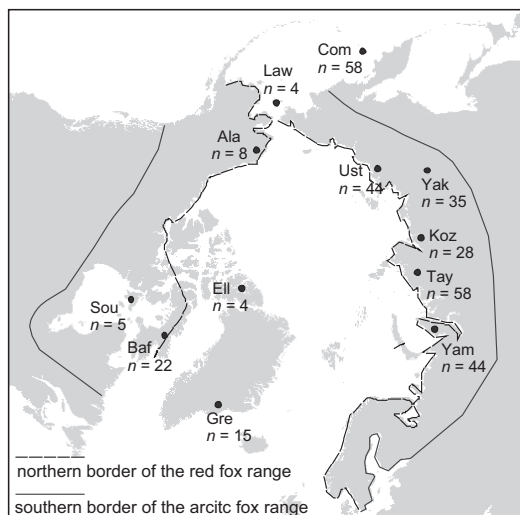 Com
n = 58
Law
n = 4
Ala
n = 8
Ust
n = 44
Yak
n = 35
Koz
n = 28
Tay
n = 58
Ell
n = 4
Sou
n = 5
Baf
n = 22
Yam
n = 44
Gre
n = 15
northern border of the red fox range
southern border of the arcitc fox range